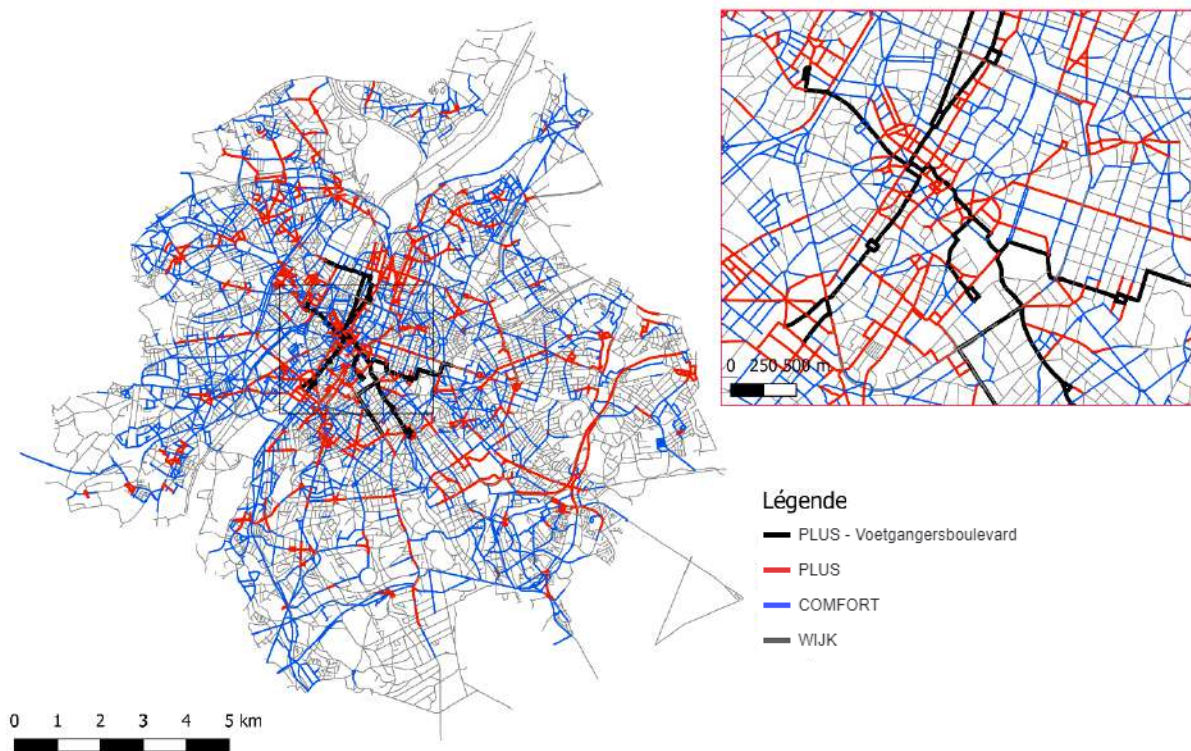 0 250 500 m
Légende
PLUS - Voetgangersboulevard
PLUS
COMFORT
WIJK
0 1 2 3 4 5 km